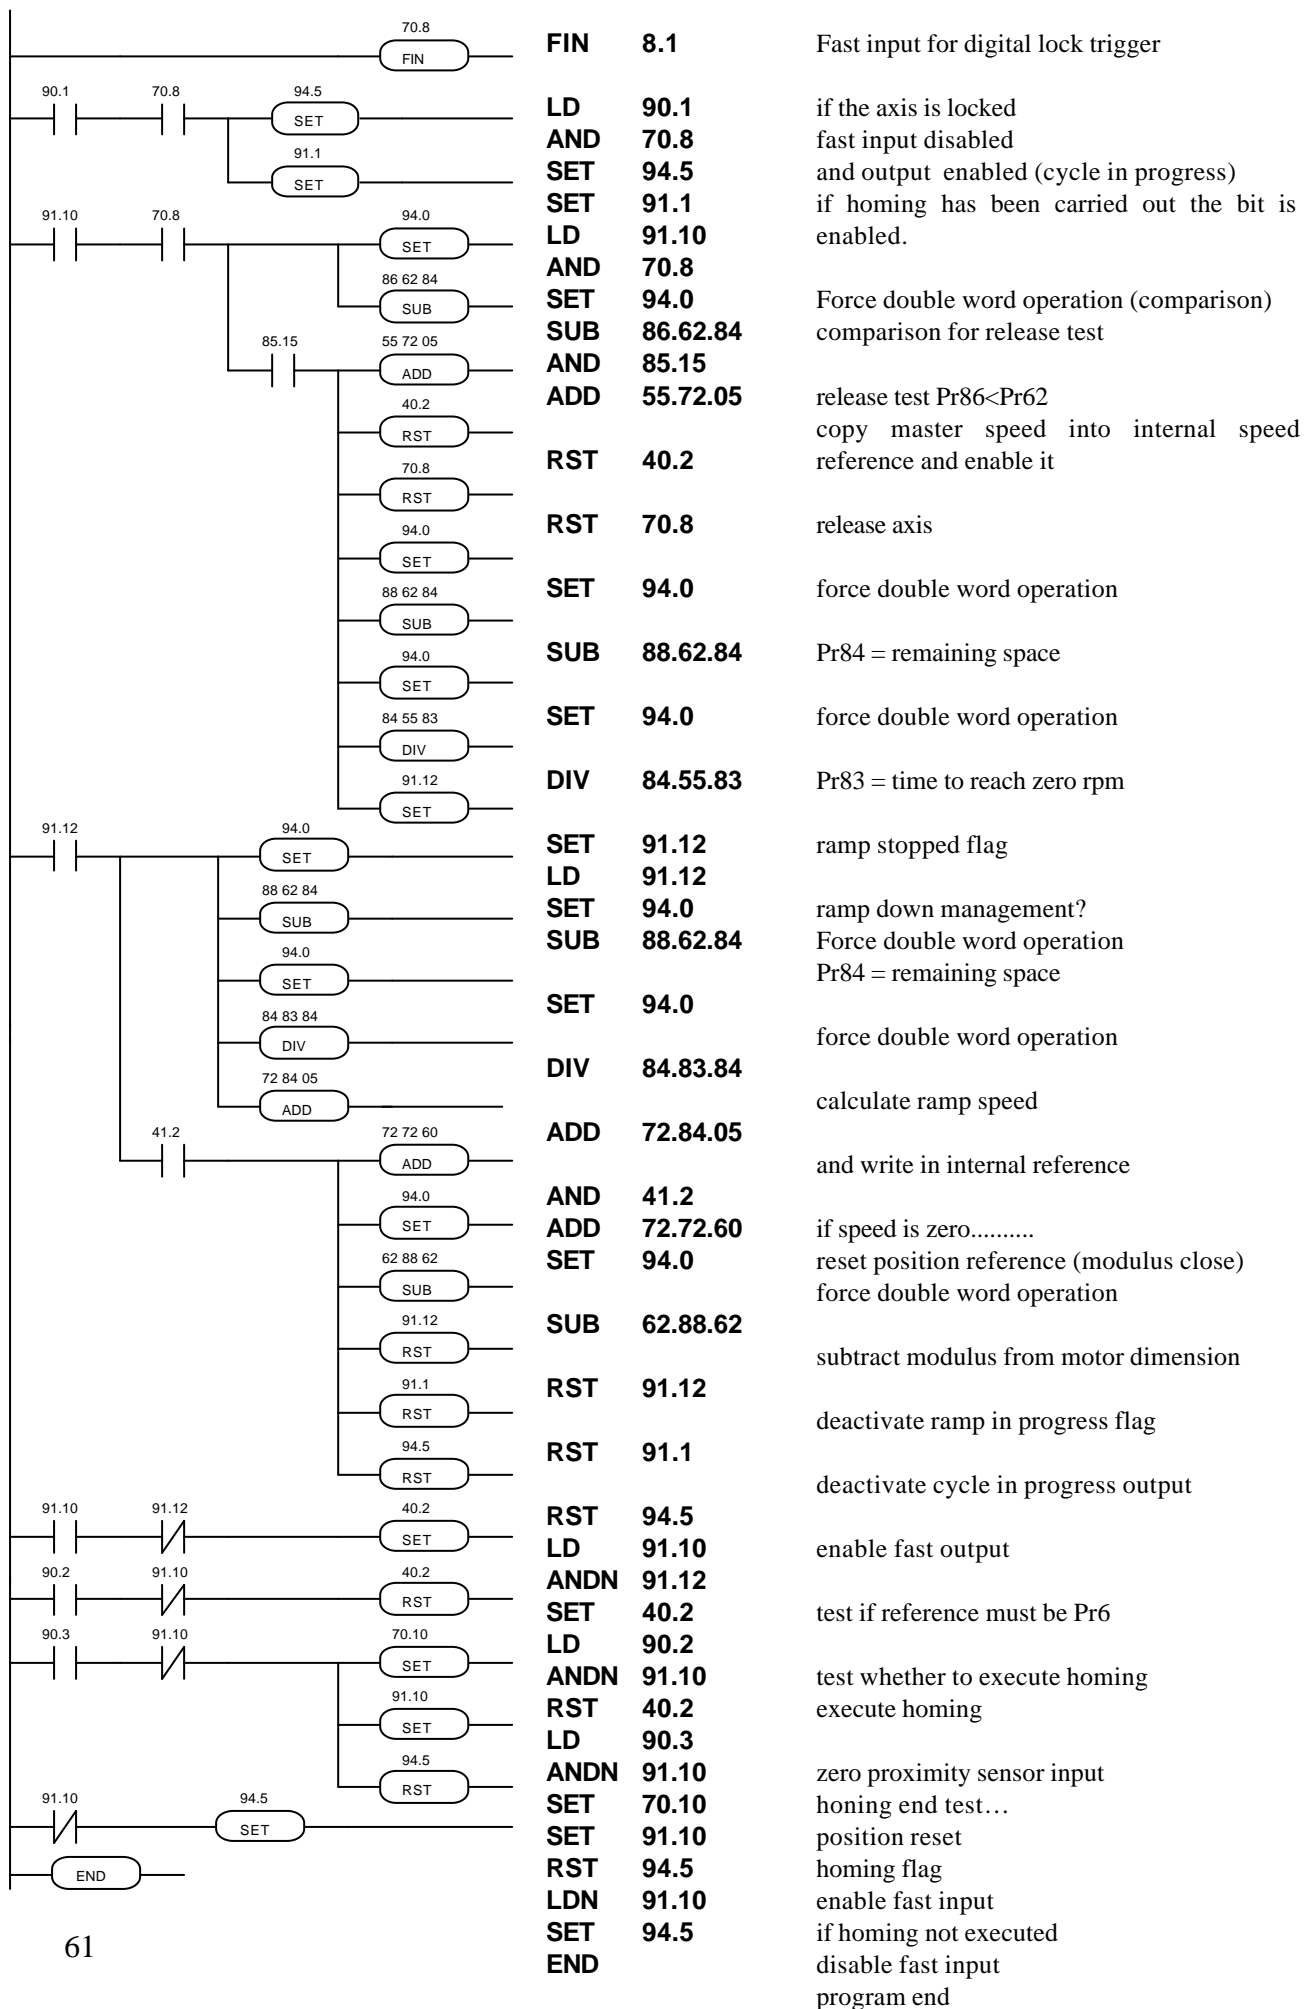 70.8
FIN
90.1 70.8 94.5
SET
91.1
SET
91.10 70.8 94.0
SET
86 62 84
SUB
85.15 55 72 05
ADD
40.2
RST
70.8
RST
94.0
SET
88 62 84
SUB
94.0
SET
84 55 83
DIV
91.12
SET
91.12 94.0
SET
88 62 84
SUB
94.0
SET
84 83 84
DIV
72 84 05
ADD
41.2 72 72 60
ADD
94.0
SET
62 88 62
SUB
91.12
RST
91.1
RST
94.5
RST
91.10 91.12 40.2
SET
90.2 91.10 40.2
RST
90.3 91.10 70.10
SET
91.10
SET
94.5
RST
91.10 94.5
SET
END
FIN 8.1 Fast input for digital lock trigger
LD 90.1 if the axis is locked
AND 70.8 fast input disabled
SET 94.5 and output enabled (cycle in progress)
SET 91.1 if homing has been carried out the bit is
LD 91.10 enabled.
AND 70.8
SET 94.0 Force double word operation (comparison)
SUB 86.62.84 comparison for release test
AND 85.15
ADD 55.72.05 release test Pr86<Pr62
copy master speed into internal speed
RST 40.2 reference and enable it
RST 70.8 release axis
SET 94.0 force double word operation
SUB 88.62.84 Pr84 = remaining space
SET 94.0 force double word operation
DIV 84.55.83 Pr83 = time to reach zero rpm
SET 91.12 ramp stopped flag
LD 91.12
SET 94.0 ramp down management?
SUB 88.62.84 Force double word operation
Pr84 = remaining space
SET 94.0
force double word operation
DIV 84.83.84
calculate ramp speed
ADD 72.84.05
and write in internal reference
AND 41.2
ADD 72.72.60 if speed is zero..........
SET 94.0 reset position reference (modulus close)
force double word operation
SUB 62.88.62
subtract modulus from motor dimension
RST 91.12
deactivate ramp in progress flag
RST 91.1
deactivate cycle in progress output
RST 94.5
LD 91.10 enable fast output
ANDN 91.12
SET 40.2 test if reference must be Pr6
LD 90.2
ANDN 91.10 test whether to execute homing
RST 40.2 execute homing
LD 90.3
ANDN 91.10 zero proximity sensor input
SET 70.10 honing end test…
SET 91.10 position reset
RST 94.5 homing flag
LDN 91.10 enable fast input
SET 94.5 if homing not executed
END disable fast input
program end
61